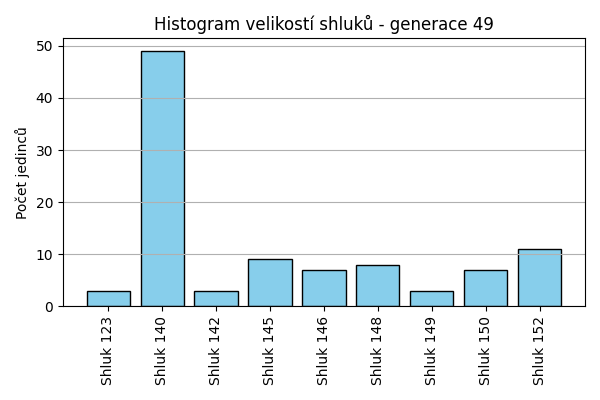 Histogram velikostí shluků - generace 49
Počet jedinců
50
40
30
20
10
0
Shluk 123
Shluk 140
Shluk 142
Shluk 145
Shluk 146
Shluk 148
Shluk 149
Shluk 150
Shluk 152